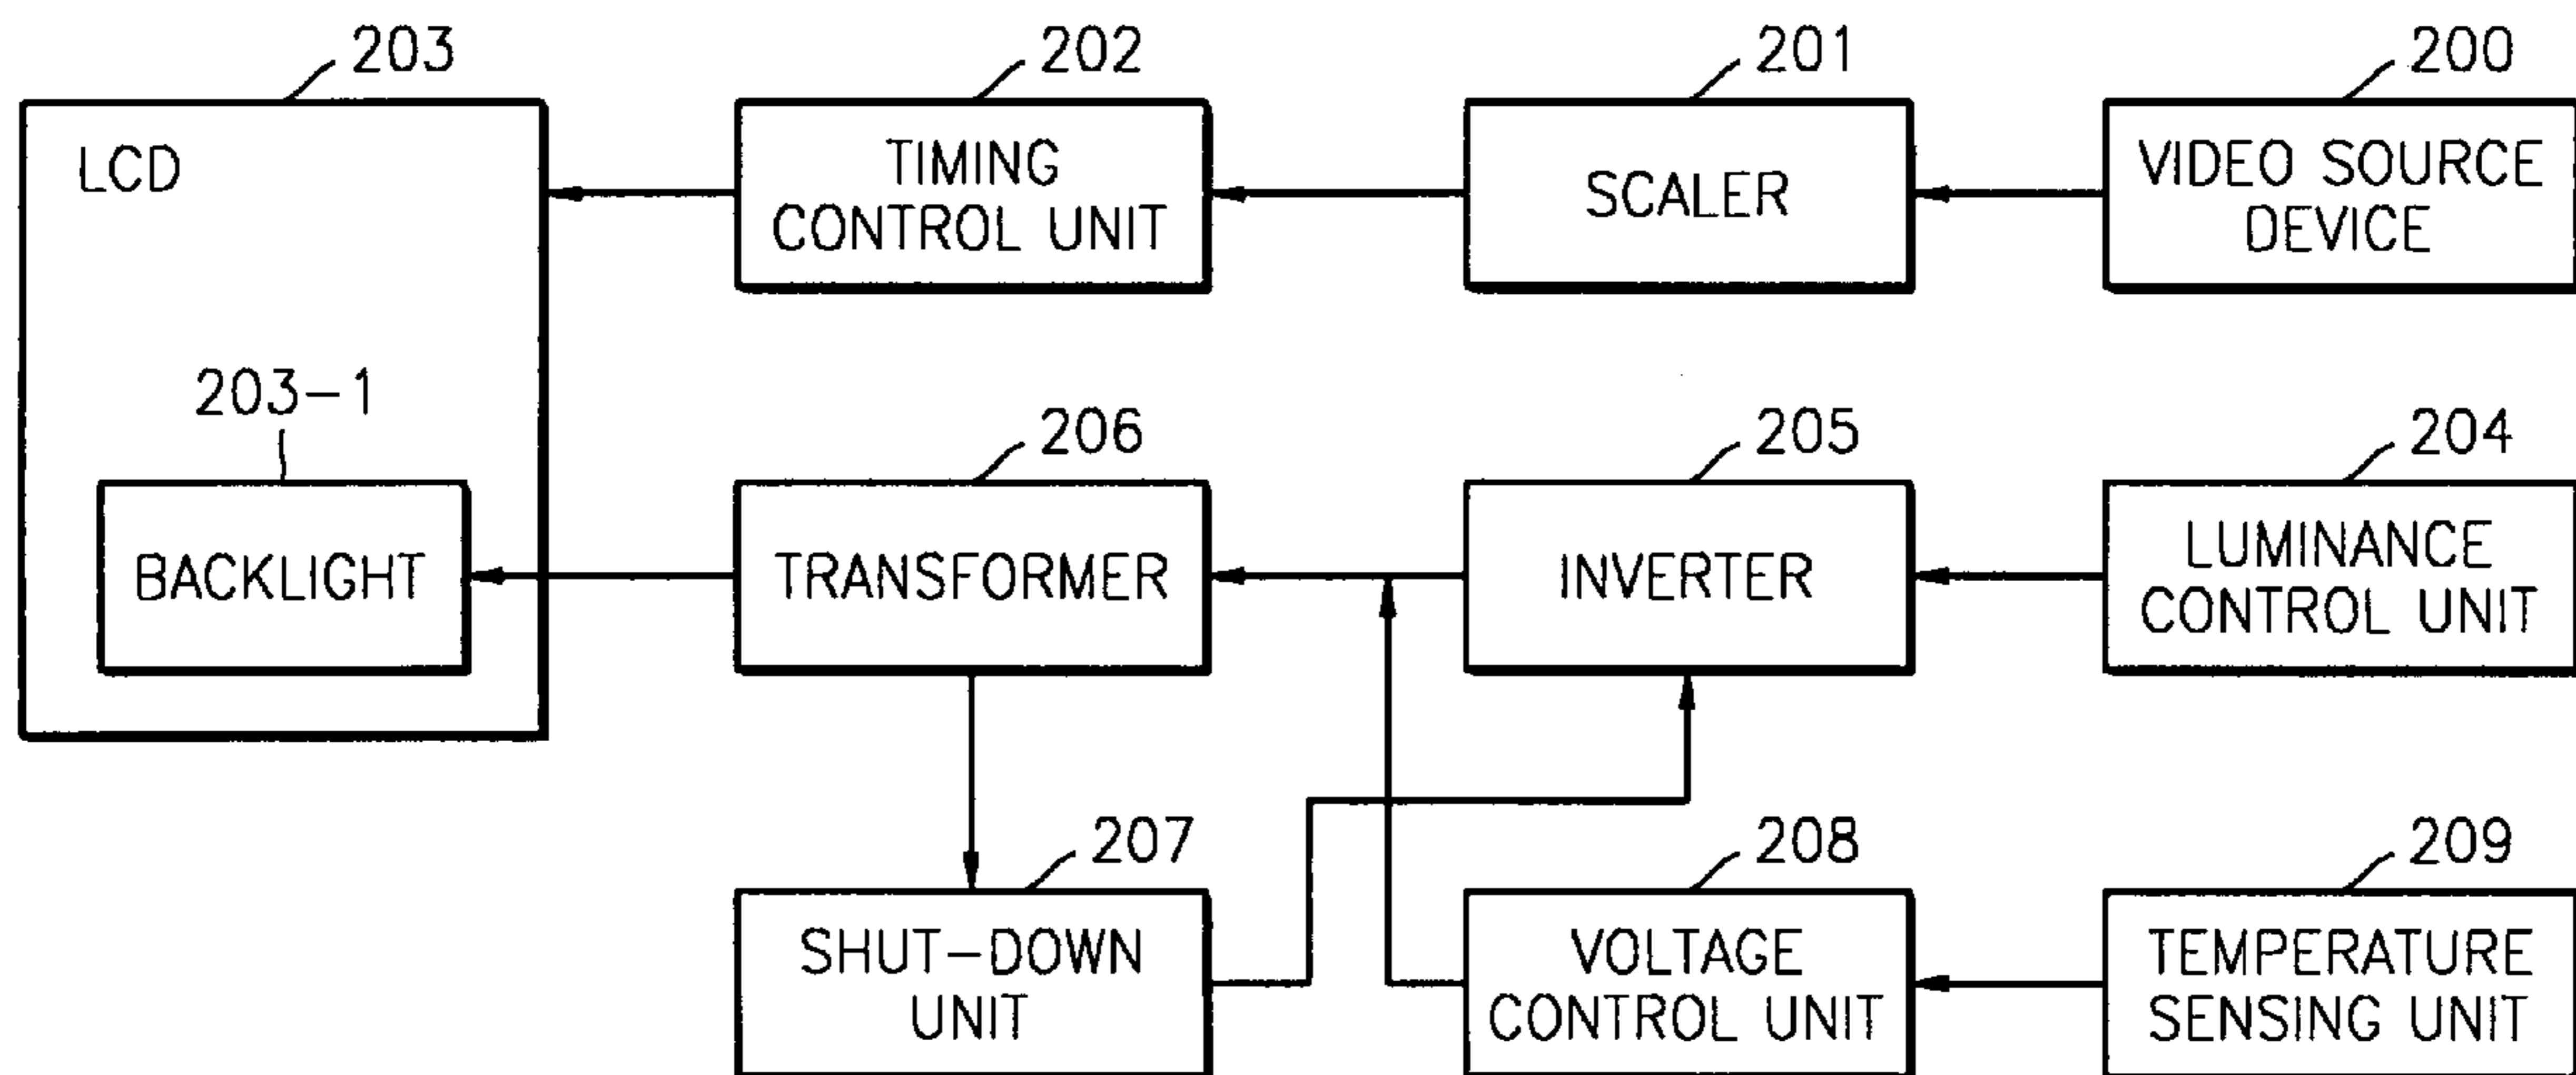 203
202
201
200
LCD
TIMING
CONTROL UNIT
SCALER
VIDEO SOURCE
DEVICE
203-1
206
205
204
BACKLIGHT
TRANSFORMER
INVERTER
LUMINANCE
CONTROL UNIT
207
208
209
SHUT-DOWN
UNIT
VOLTAGE
CONTROL UNIT
TEMPERATURE
SENSING UNIT